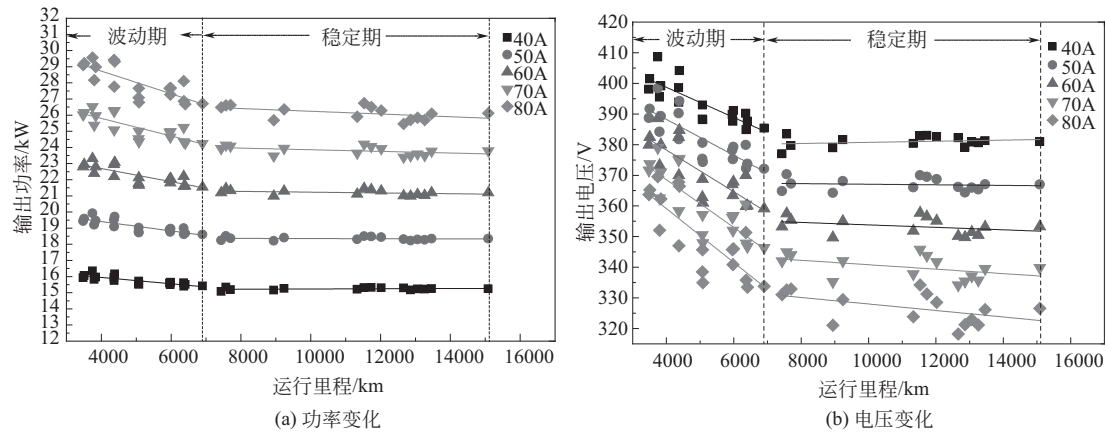 32
31
30
29
28
27
26
25
24
23
22
21
20
19
18
17
16
15
14
13
12
输出功率/kW
波动期
稳定期
40A
50A
60A
70A
80A
4000
6000
8000
10000
12000
14000
16000
运行里程/km
(a) 功率变化
420
410
400
390
380
370
360
350
340
330
320
输出电压/V
波动期
稳定期
40A
50A
60A
70A
80A
4000
6000
8000
10000
12000
14000
16000
运行里程/km
(b) 电压变化